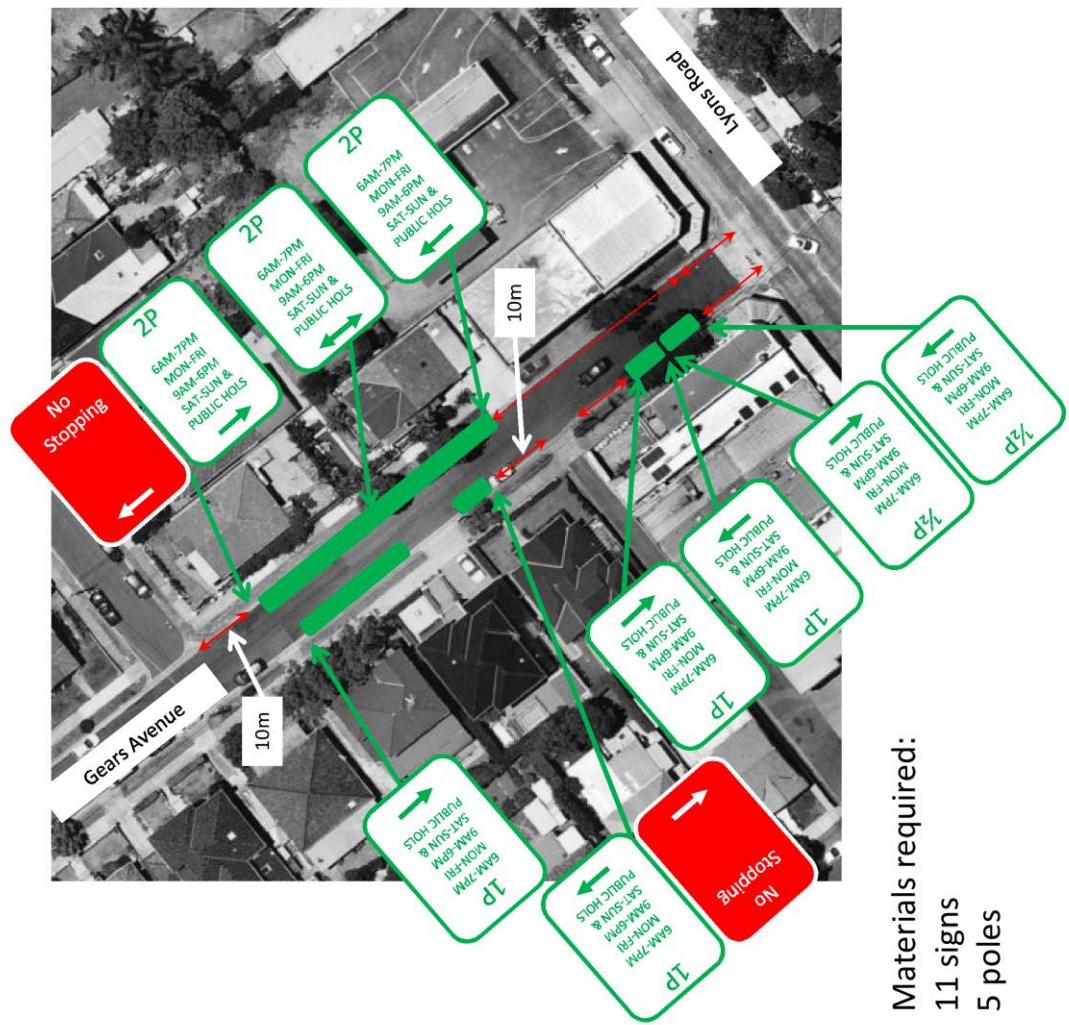 No
Stopping
2P
6AM-7PM
MON-FRI
9AM-6PM
SAT-SUN &
PUBLIC HOLS
2P
6AM-7PM
MON-FRI
9AM-6PM
SAT-SUN &
PUBLIC HOLS
2P
6AM-7PM
MON-FRI
9AM-6PM
SAT-SUN &
PUBLIC HOLS
Lyons Road
10m
Gears Avenue
10m
1P
6AM-7PM
MON-FRI
9AM-6PM
SAT-SUN &
PUBLIC HOLS
1P
6AM-7PM
MON-FRI
9AM-6PM
SAT-SUN &
PUBLIC HOLS
No
Stopping
1P
6AM-7PM
MON-FRI
9AM-6PM
SAT-SUN &
PUBLIC HOLS
1P
6AM-7PM
MON-FRI
9AM-6PM
SAT-SUN &
PUBLIC HOLS
½P
6AM-7PM
MON-FRI
9AM-6PM
SAT-SUN &
PUBLIC HOLS
½P
6AM-7PM
MON-FRI
9AM-6PM
SAT-SUN &
PUBLIC HOLS
Materials required:
11 signs
5 poles